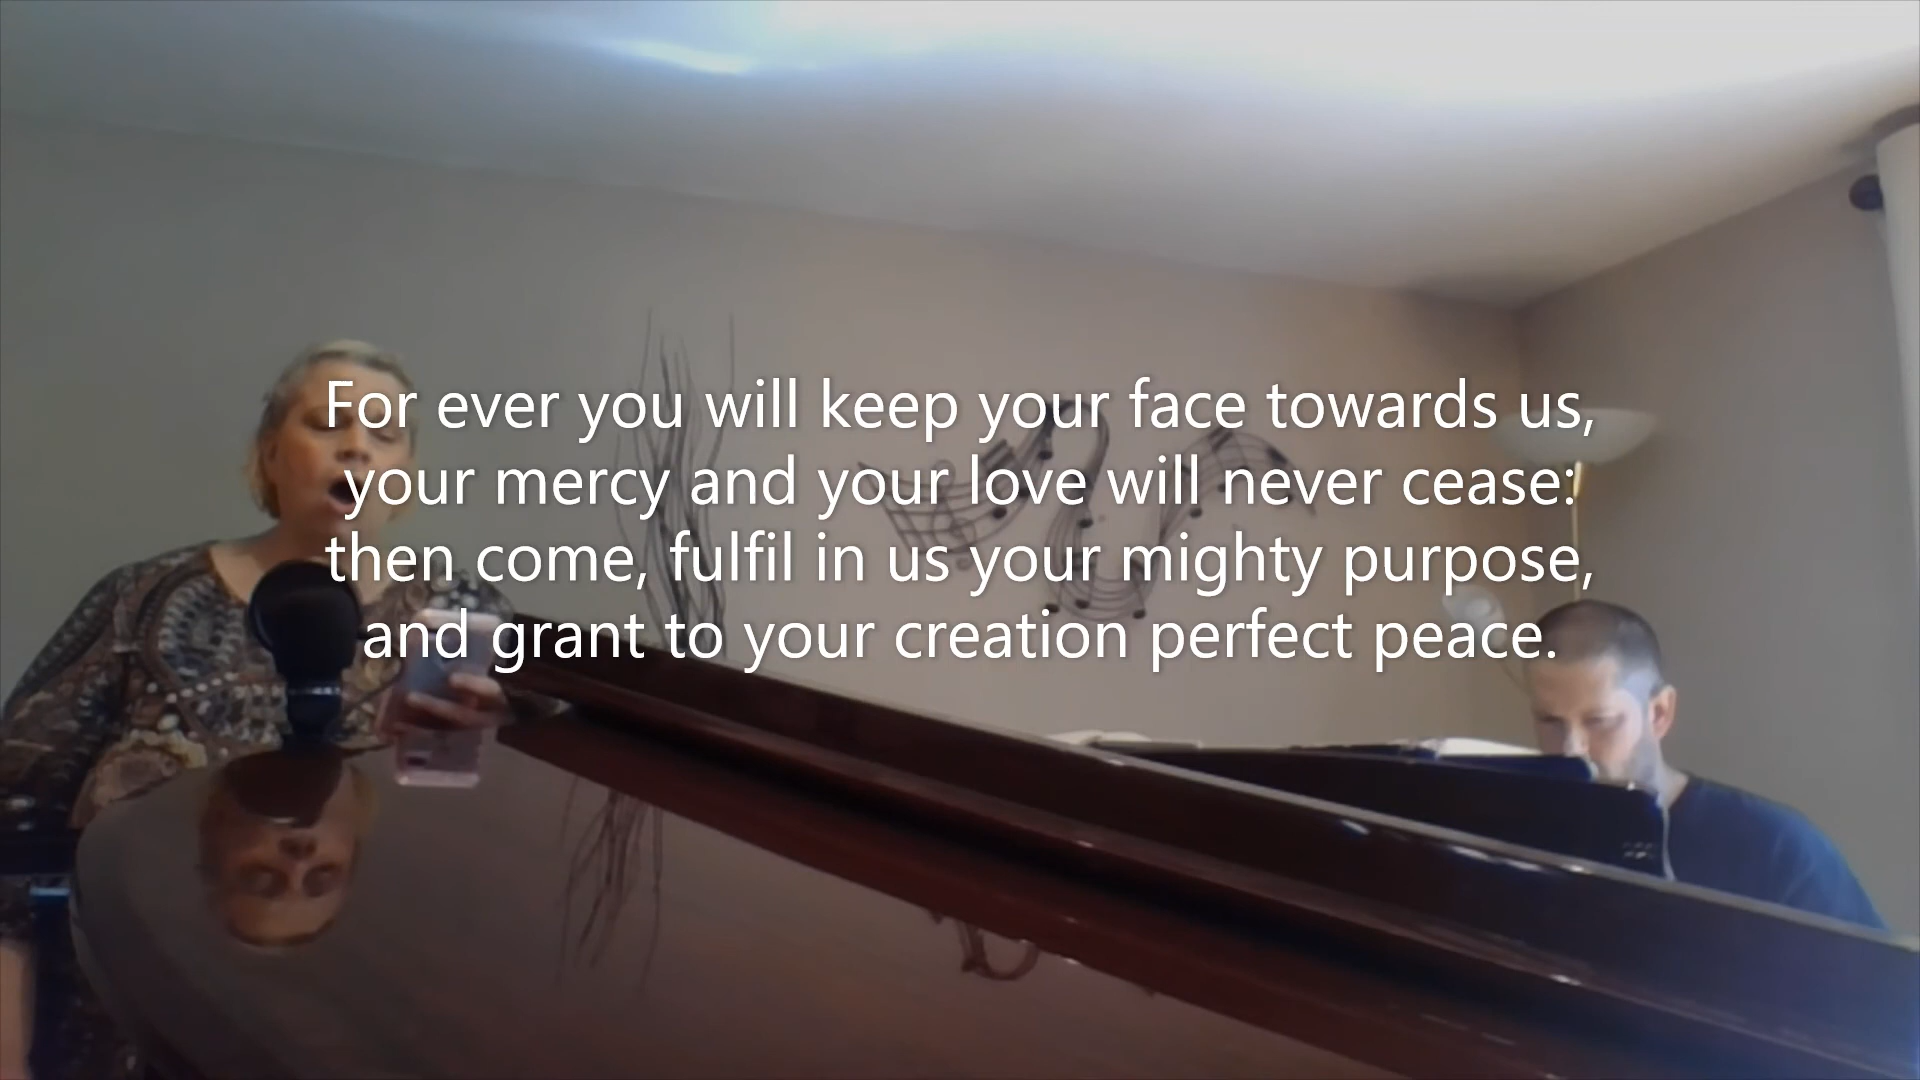 For ever you will keep your face towards us,
your mercy and your love will never cease:
then come, fulfil in us your mighty purpose,
and grant to your creation perfect peace.